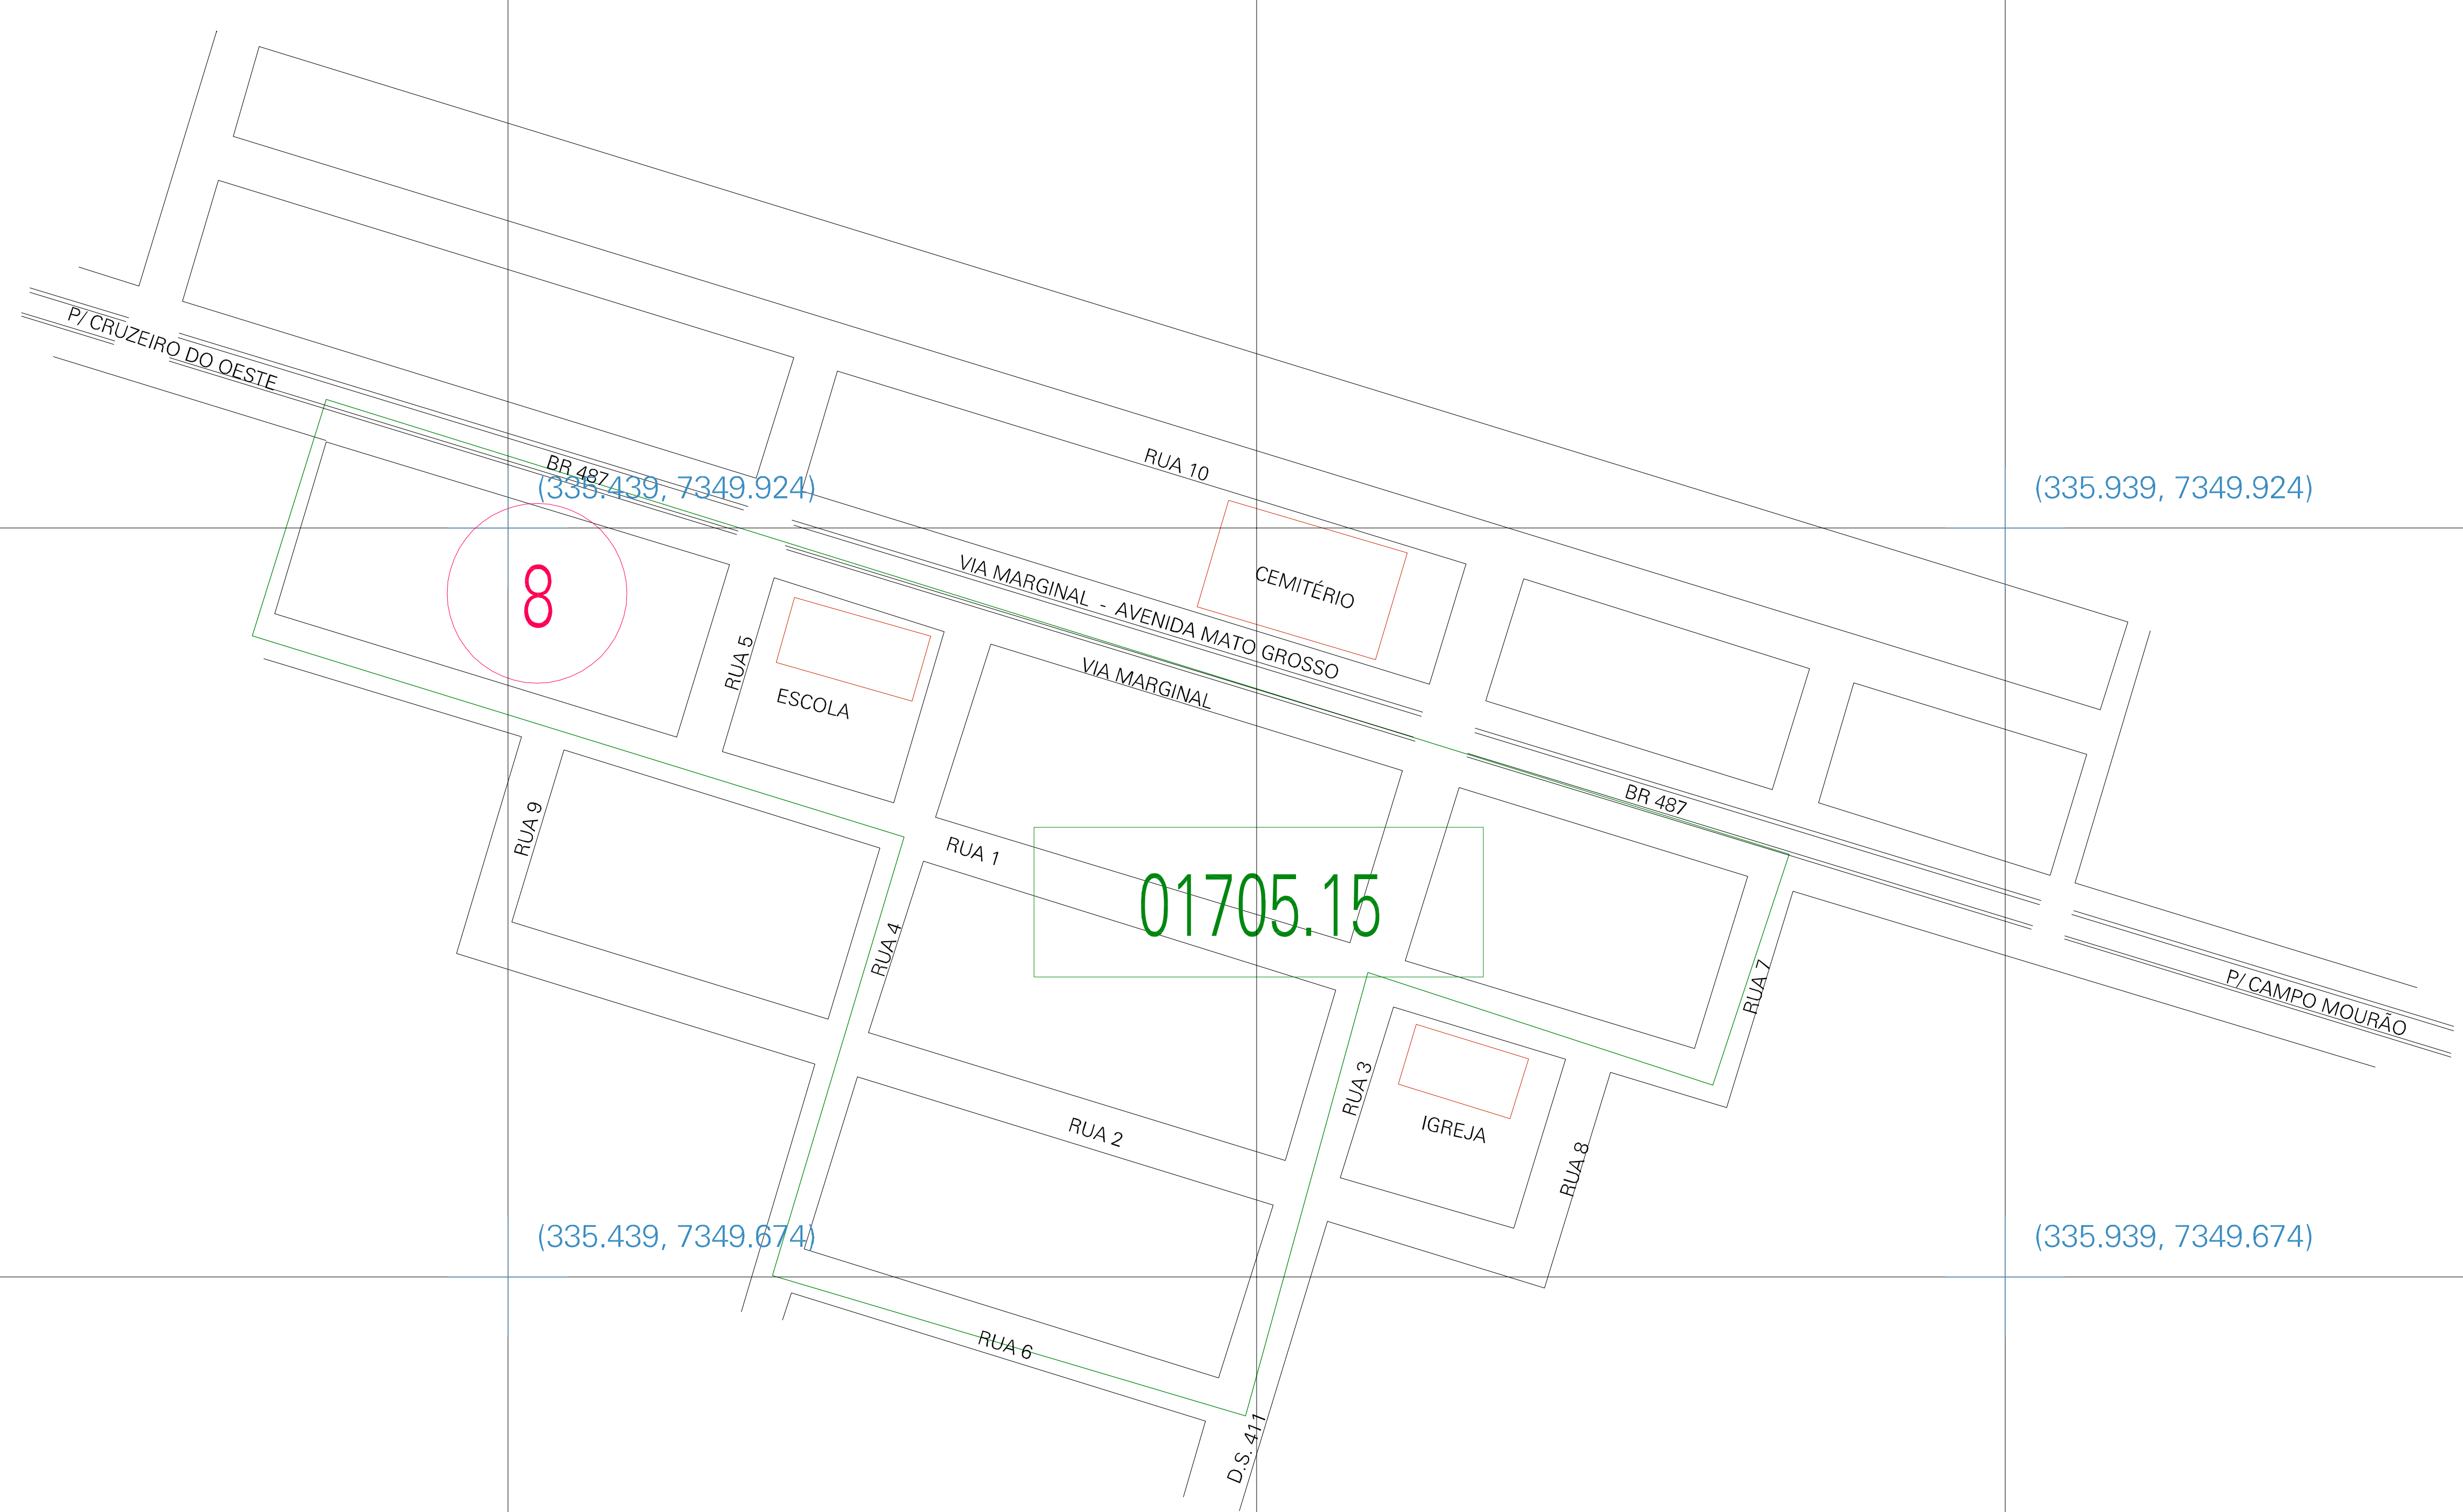 P/ CRUZEIRO DO OESTE
BR 487
(335.439, 7349.924)
RUA 10
(335.939, 7349.924)
8
CEMITÉRIO
VIA MARGINAL - AVENIDA MATO GROSSO
RUA 5
ESCOLA
VIA MARGINAL
BR 487
RUA 9
RUA 1
01705.15
RUA 4
RUA 7
P/ CAMPO MOURÃO
RUA 3
RUA 2
IGREJA
RUA 8
(335.439, 7349.674)
(335.939, 7349.674)
RUA 6
D.S. 411